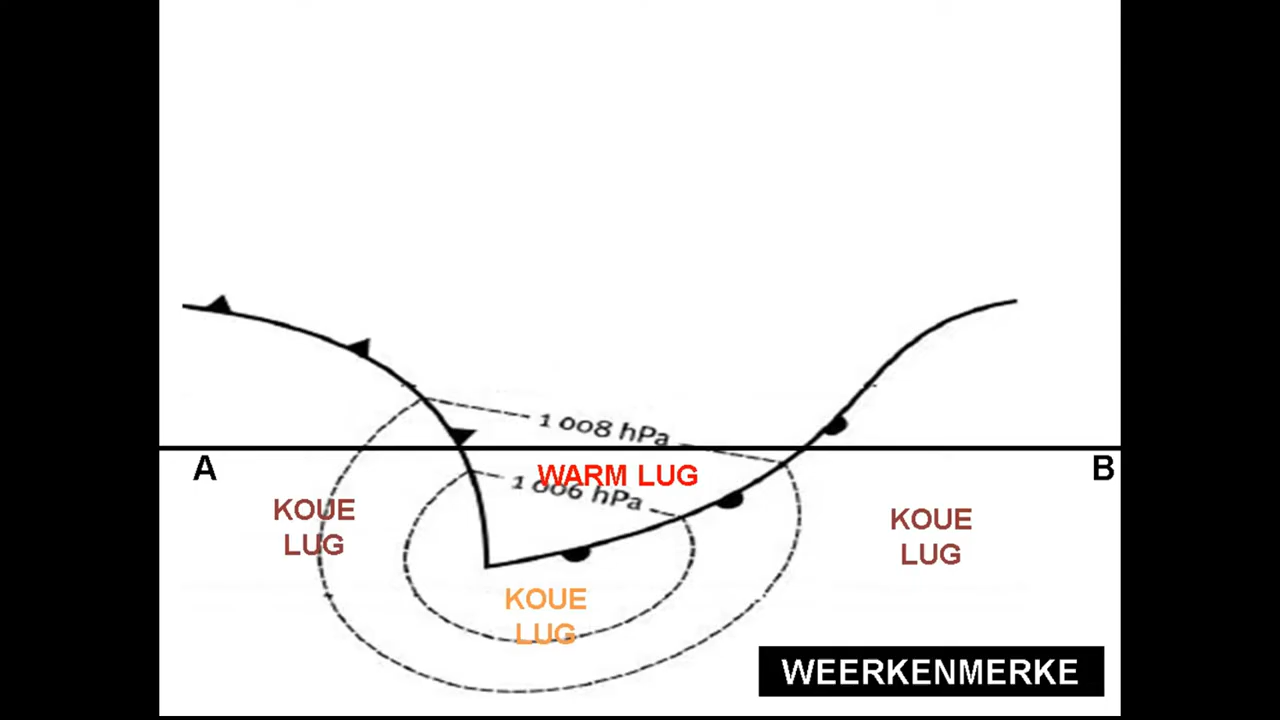 1 008 hPa
A
B
WARM LUG
1 006 hPa
KOUE
LUG
KOUE
LUG
KOUE
LUG
WEERKENMERKE